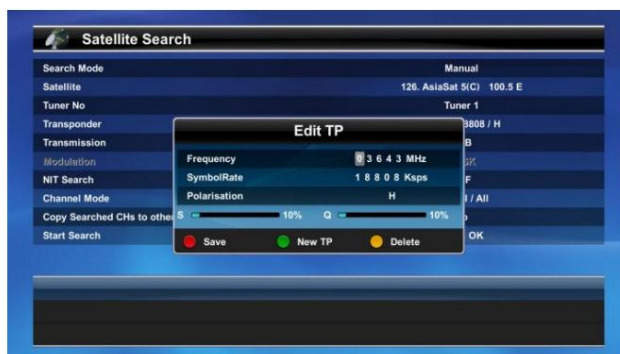 Satellite Search
Search Mode Manual
Satellite 126. AsiaSat 5(C) 100.5 E
Tuner No Tuner 1
Transponder 8808 / H
Transmission B
Modulation SK
NIT Search F
Channel Mode l / All
Copy Searched CHs to other
Start Search OK
Edit TP
Frequency 0 3 6 4 3 MHz
SymbolRate 1 8 8 0 8 Ksps
Polarisation H
S 10% Q 10%
Save New TP Delete